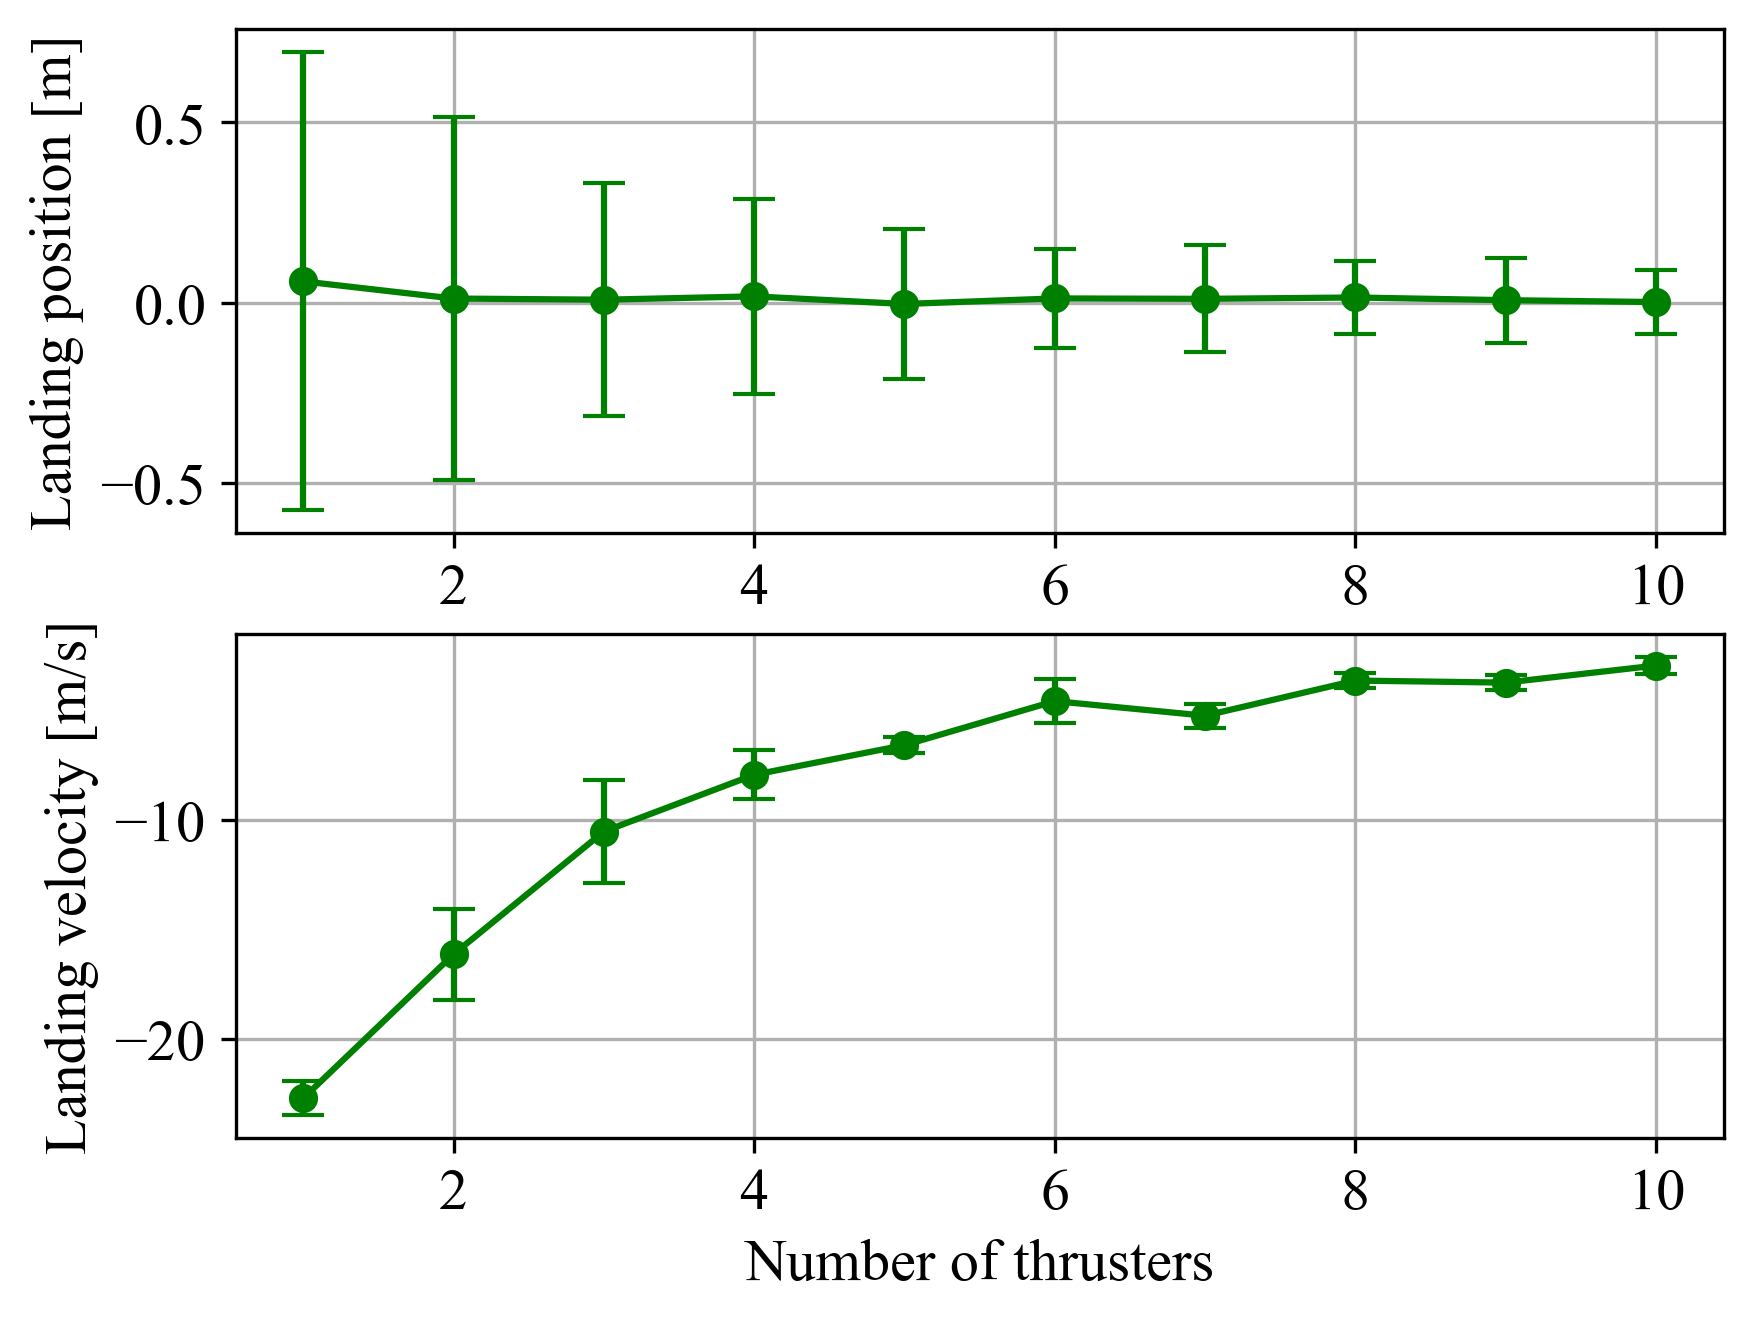 Landing position [m]
0.5
0.0
−0.5
2 4 6 8 10
Landing velocity [m/s]
−10
−20
2 4 6 8 10
Number of thrusters